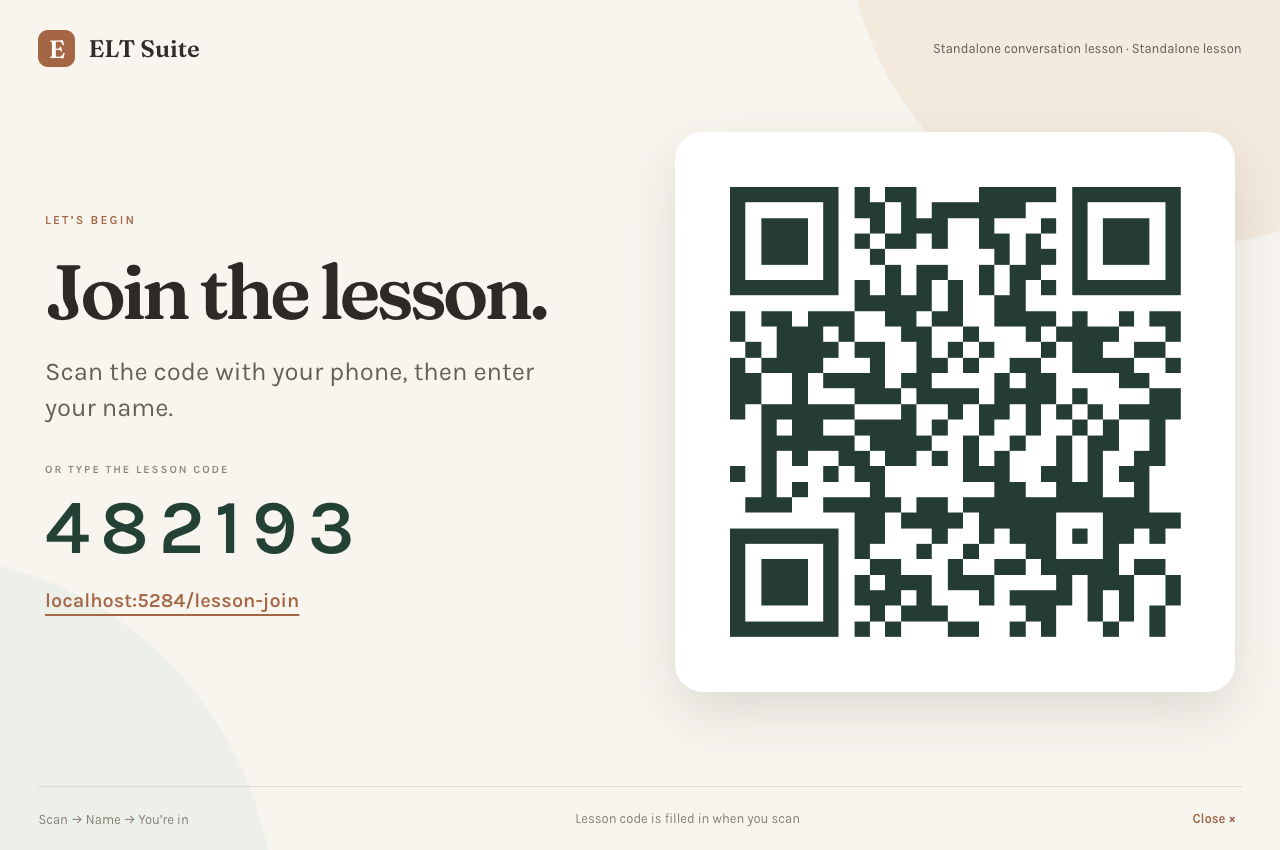 E ELT Suite
Standalone conversation lesson · Standalone lesson
LET'S BEGIN
Join the lesson.
Scan the code with your phone, then enter
your name.
OR TYPE THE LESSON CODE
482193
localhost:5284/lesson-join
Scan → Name → You're in
Lesson code is filled in when you scan
Close ×